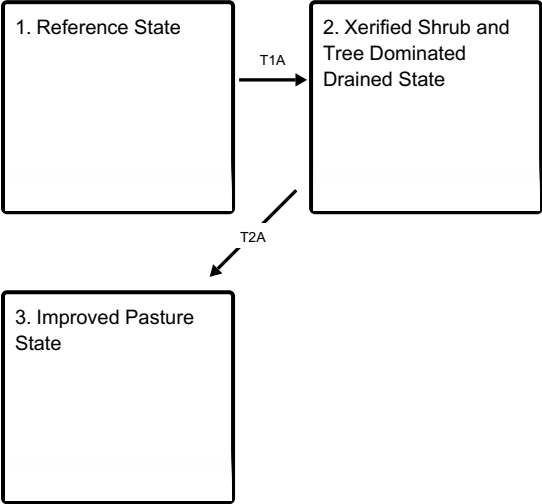 1. Reference State
T1A
2. Xerified Shrub and
Tree Dominated
Drained State
T2A
3. Improved Pasture
State